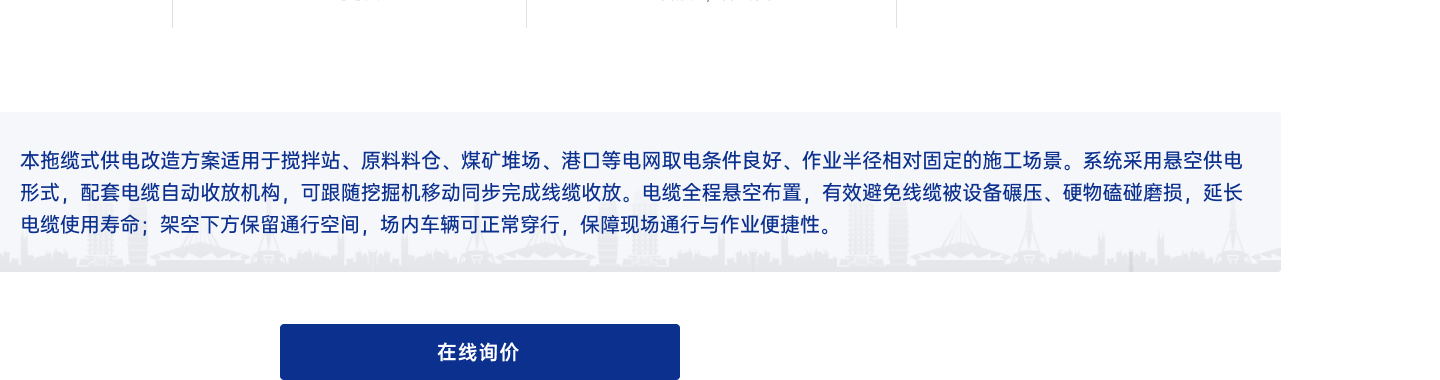 本拖缆式供电改造方案适用于搅拌站、原料料仓、煤矿堆场、港口等电网取电条件良好、作业半径相对固定的施工场景。系统采用悬空供电
形式，配套电缆自动收放机构，可跟随挖掘机移动同步完成线缆收放。电缆全程悬空布置，有效避免线缆被设备碾压、硬物磕碰磨损，延长
电缆使用寿命；架空下方保留通行空间，场内车辆可正常穿行，保障现场通行与作业便捷性。
在线询价